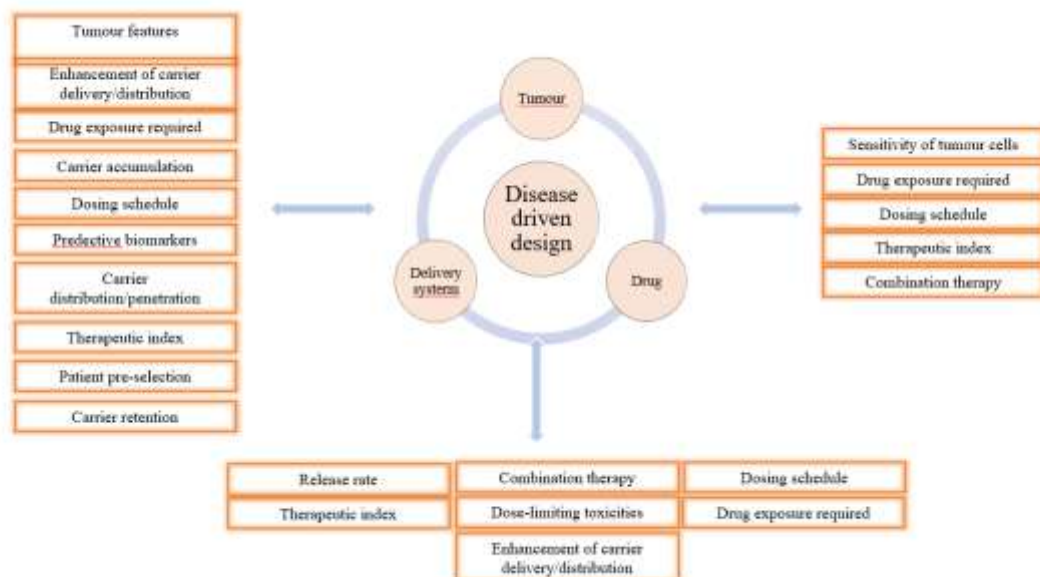 Tumour features
Enhancement of carrier
delivery/distribution
Drug exposure required
Carrier accumulation
Dosing schedule
Predective biomarkers
Carrier
distribution/penetration
Therapeutic index
Patient pre-selection
Carrier retention
Tumour
Disease
driven
design
Delivery
systems
Drug
Sensitivity of tumour cells
Drug exposure required
Dosing schedule
Therapeutic index
Combination therapy
Release rate
Combination therapy
Dosing schedule
Therapeutic index
Dose-limiting toxicities
Drug exposure required
Enhancement of carrier
delivery/distribution